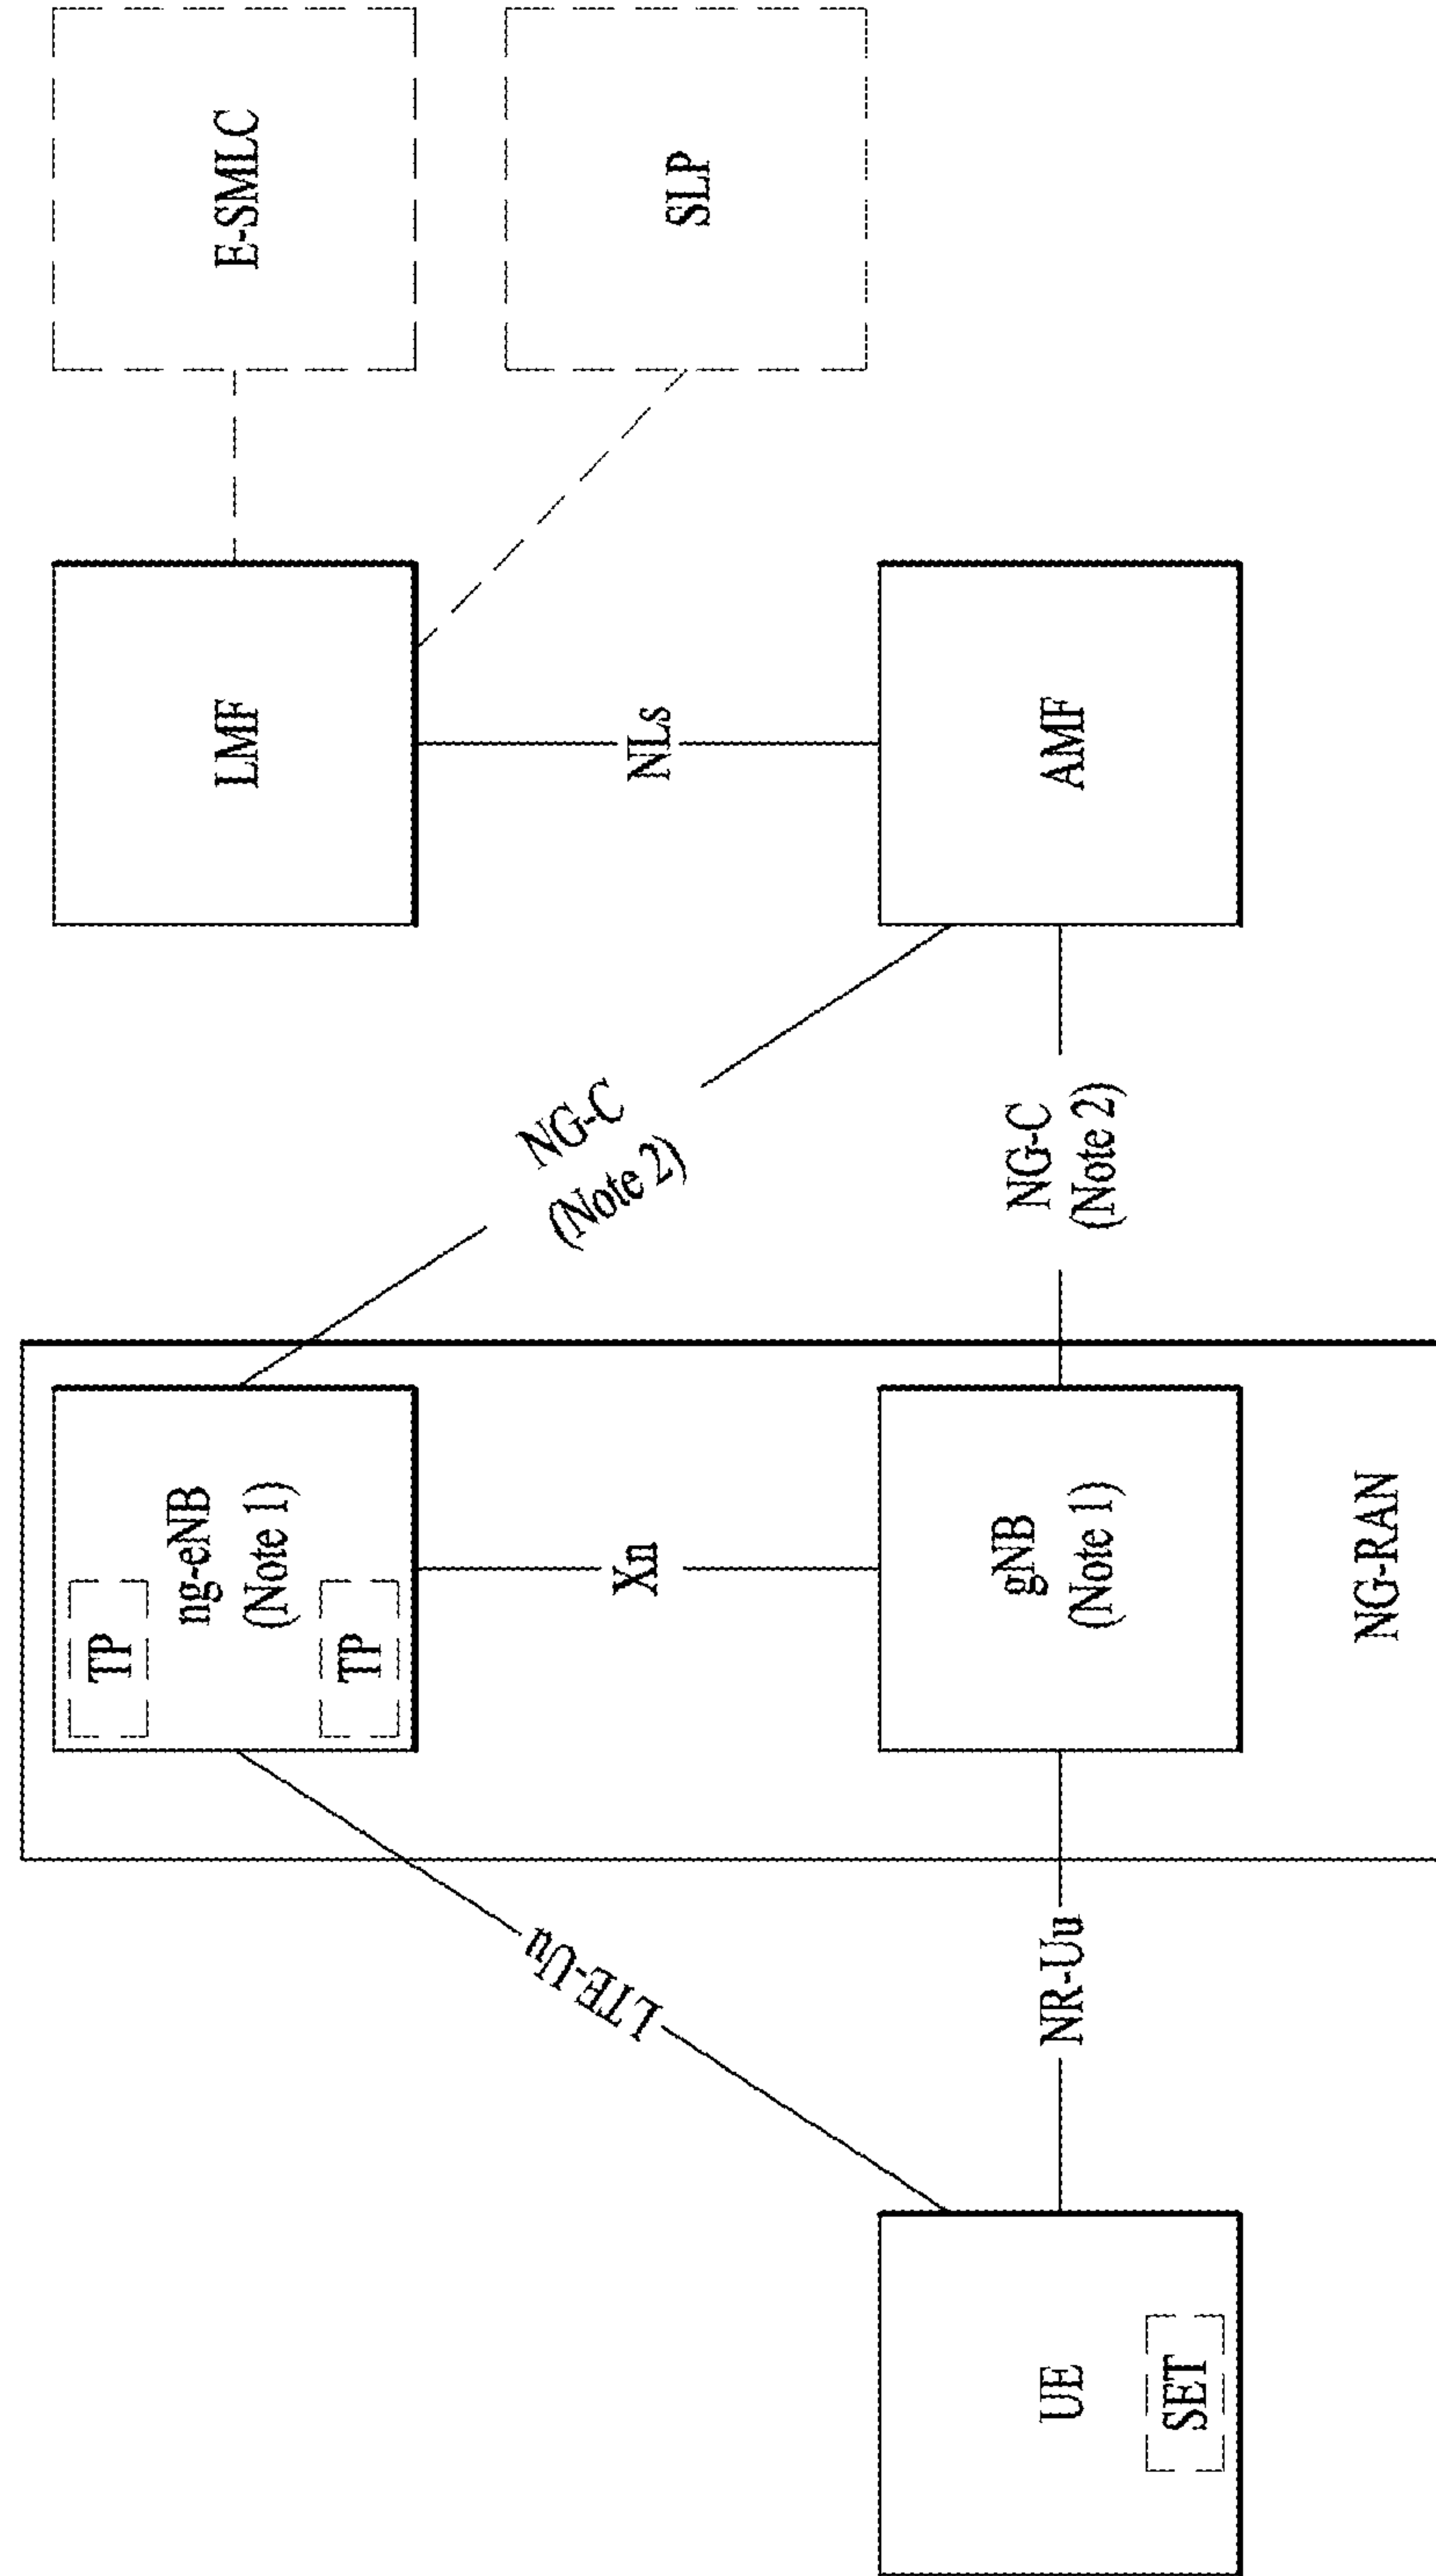 TP
ng-eNB
(Note 1)
TP
LMF
E-SMLC
LTE-Uu
Xn
NG-C
(Note 2)
NLs
SLP
UE
SET
NR-Uu
gNB
(Note 1)
NG-C
(Note 2)
AMF
NG-RAN